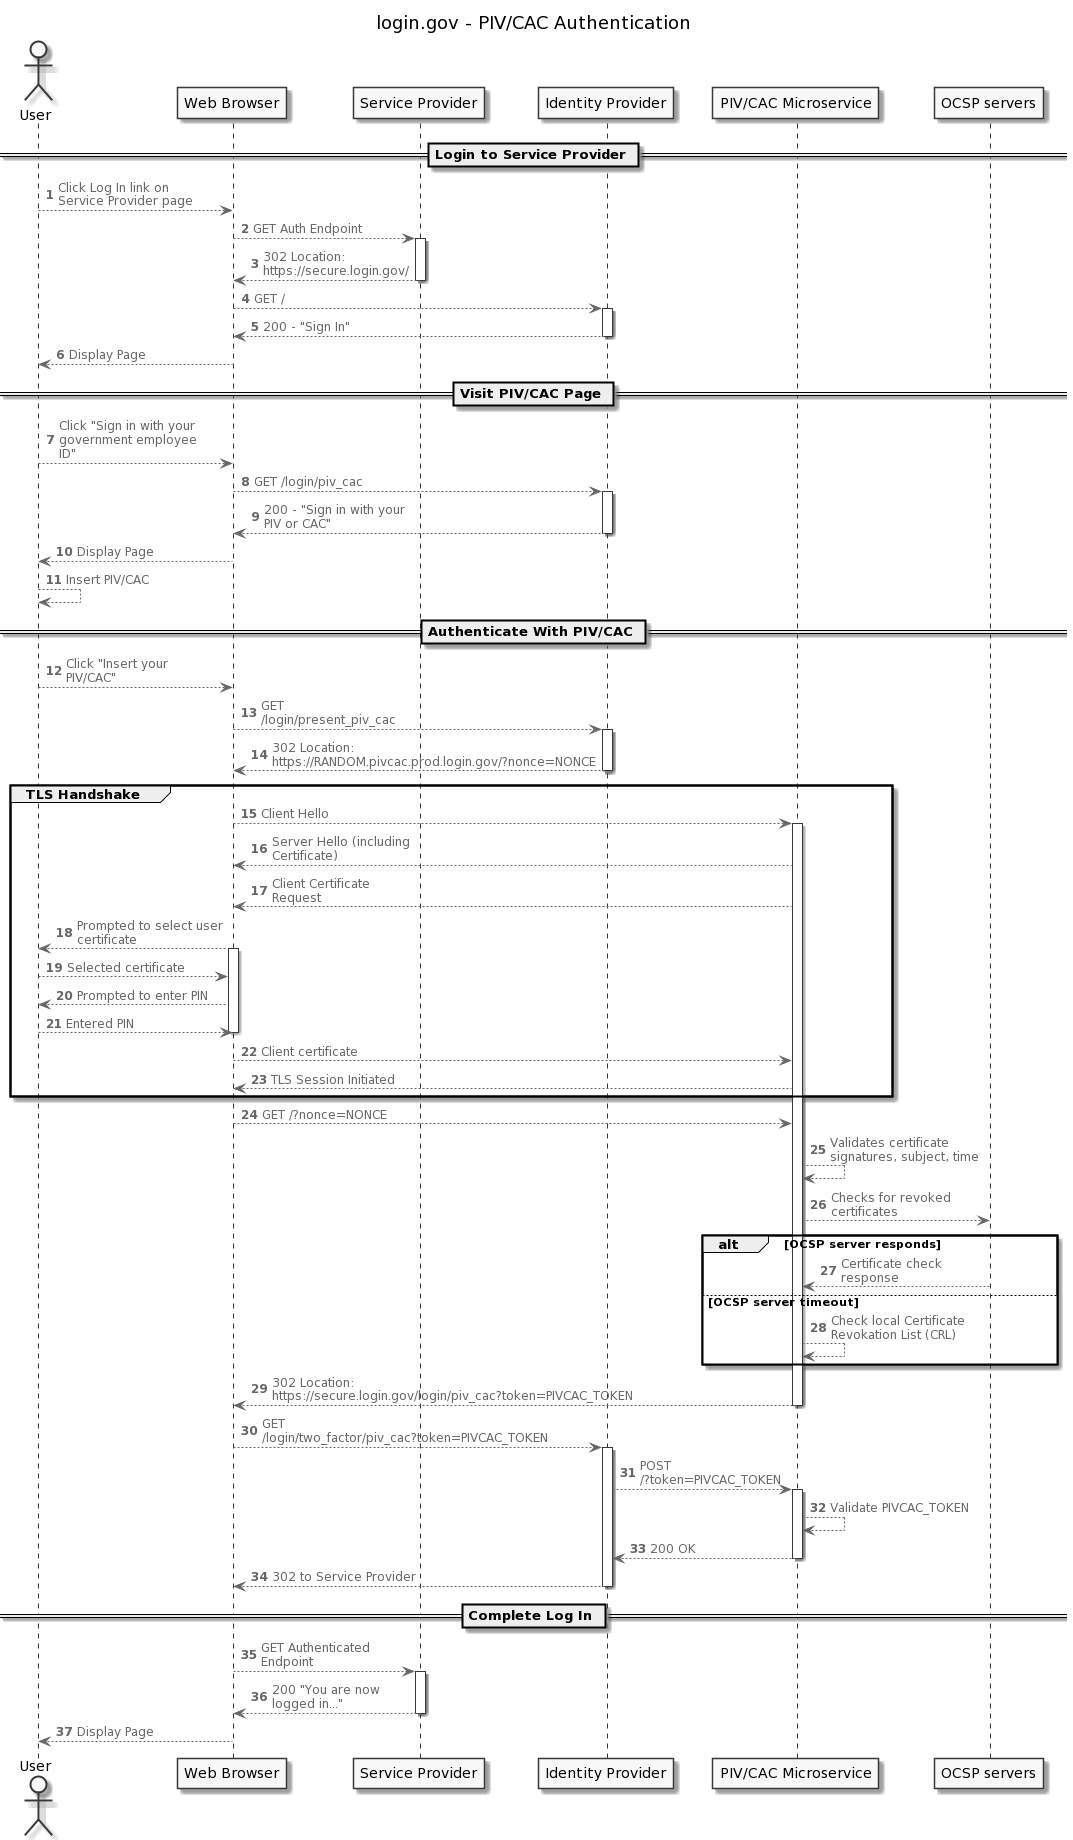 login.gov - PIV/CAC Authentication
User
Web Browser
Service Provider
Identity Provider
PIV/CAC Microservice
OCSP servers
Login to Service Provider
1 Click Log In link on
Service Provider page
2 GET Auth Endpoint
3 302 Location:
https://secure.login.gov/
4 GET /
5 200 - "Sign In"
6 Display Page
Visit PIV/CAC Page
7 Click "Sign in with your
government employee
ID"
8 GET /login/piv_cac
9 200 - "Sign in with your
PIV or CAC"
10 Display Page
11 Insert PIV/CAC
Authenticate With PIV/CAC
12 Click "Insert your
PIV/CAC"
13 GET
/login/present_piv_cac
14 302 Location:
https://RANDOM.pivcac.prod.login.gov/?nonce=NONCE
TLS Handshake
15 Client Hello
16 Server Hello (including
Certificate)
17 Client Certificate
Request
18 Prompted to select user
certificate
19 Selected certificate
20 Prompted to enter PIN
21 Entered PIN
22 Client certificate
23 TLS Session Initiated
24 GET /?nonce=NONCE
25 Validates certificate
signatures, subject, time
26 Checks for revoked
certificates
alt [OCSP server responds]
27 Certificate check
response
[OCSP server timeout]
28 Check local Certificate
Revokation List (CRL)
29 302 Location:
https://secure.login.gov/login/piv_cac?token=PIVCAC_TOKEN
30 GET
/login/two_factor/piv_cac?token=PIVCAC_TOKEN
31 POST
/?token=PIVCAC_TOKEN
32 Validate PIVCAC_TOKEN
33 200 OK
34 302 to Service Provider
Complete Log In
35 GET Authenticated
Endpoint
36 200 "You are now
logged in..."
37 Display Page
User
Web Browser
Service Provider
Identity Provider
PIV/CAC Microservice
OCSP servers